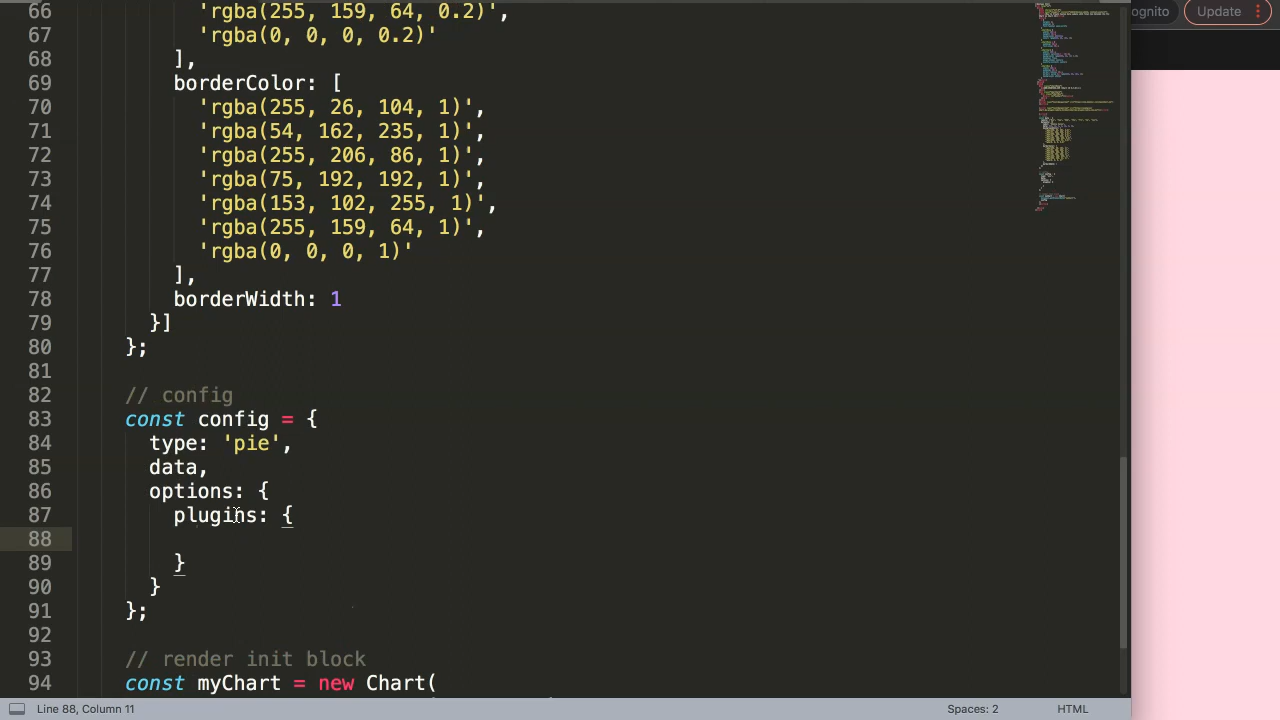 ognito
Update
66 'rgba(255, 159, 64, 0.2)',
67 'rgba(0, 0, 0, 0.2)'
68 ],
69 borderColor: [
70 'rgba(255, 26, 104, 1)',
71 'rgba(54, 162, 235, 1)',
72 'rgba(255, 206, 86, 1)',
73 'rgba(75, 192, 192, 1)',
74 'rgba(153, 102, 255, 1)',
75 'rgba(255, 159, 64, 1)',
76 'rgba(0, 0, 0, 1)'
77 ],
78 borderWidth: 1
79 }]
80 };
81
82 // config
83 const config = {
84 type: 'pie',
85 data,
86 options: {
87 plugins: {
88
89 }
90 }
91 };
92
93 // render init block
94 const myChart = new Chart(
Line 88, Column 11
Spaces: 2
HTML